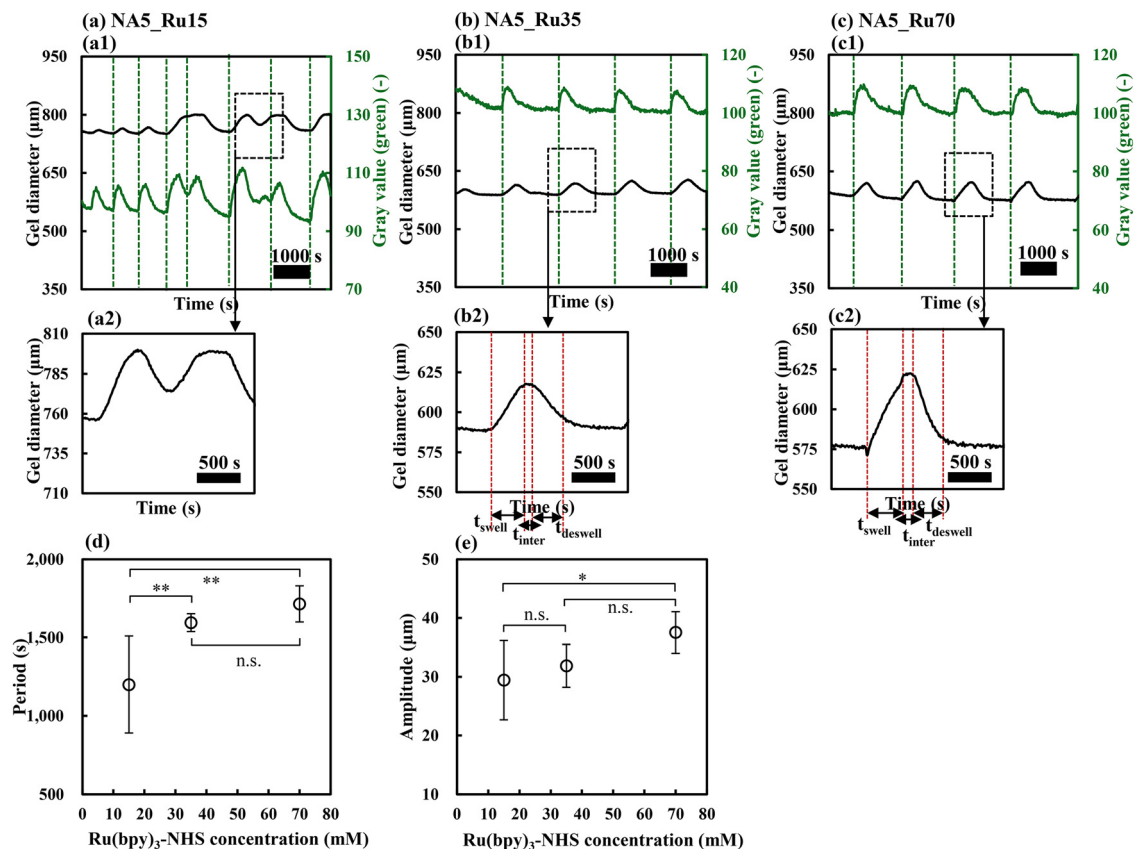 (a) NA5_Ru15
(a1)
950
800
650
500
350
Gel diameter (µm)
150
130
110
90
70
Gray value (green) (-)
1000 s
Time (s)
(b) NA5_Ru35
(b1)
950
800
650
500
350
Gel diameter (µm)
120
100
80
60
40
Gray value (green) (-)
1000 s
(c) NA5_Ru70
(c1)
950
800
650
500
350
Gel diameter (µm)
120
100
80
60
40
Gray value (green) (-)
1000 s
Time (s)
(a2)
810
785
760
735
710
Gel diameter (µm)
500 s
Time (s)
(b2)
650
625
600
575
550
Gel diameter (µm)
500 s
Time (s)
tswell
tinter
tdeswell
(c2)
650
625
600
575
550
Gel diameter (µm)
500 s
Time (s)
tswell
tinter
tdeswell
(d)
2,000
1,500
1,000
500
Period (s)
**
**
n.s.
0 10 20 30 40 50 60 70 80
Ru(bpy)3-NHS concentration (mM)
(e)
50
40
30
20
10
Amplitude (µm)
*
n.s.
n.s.
0 10 20 30 40 50 60 70 80
Ru(bpy)3-NHS concentration (mM)